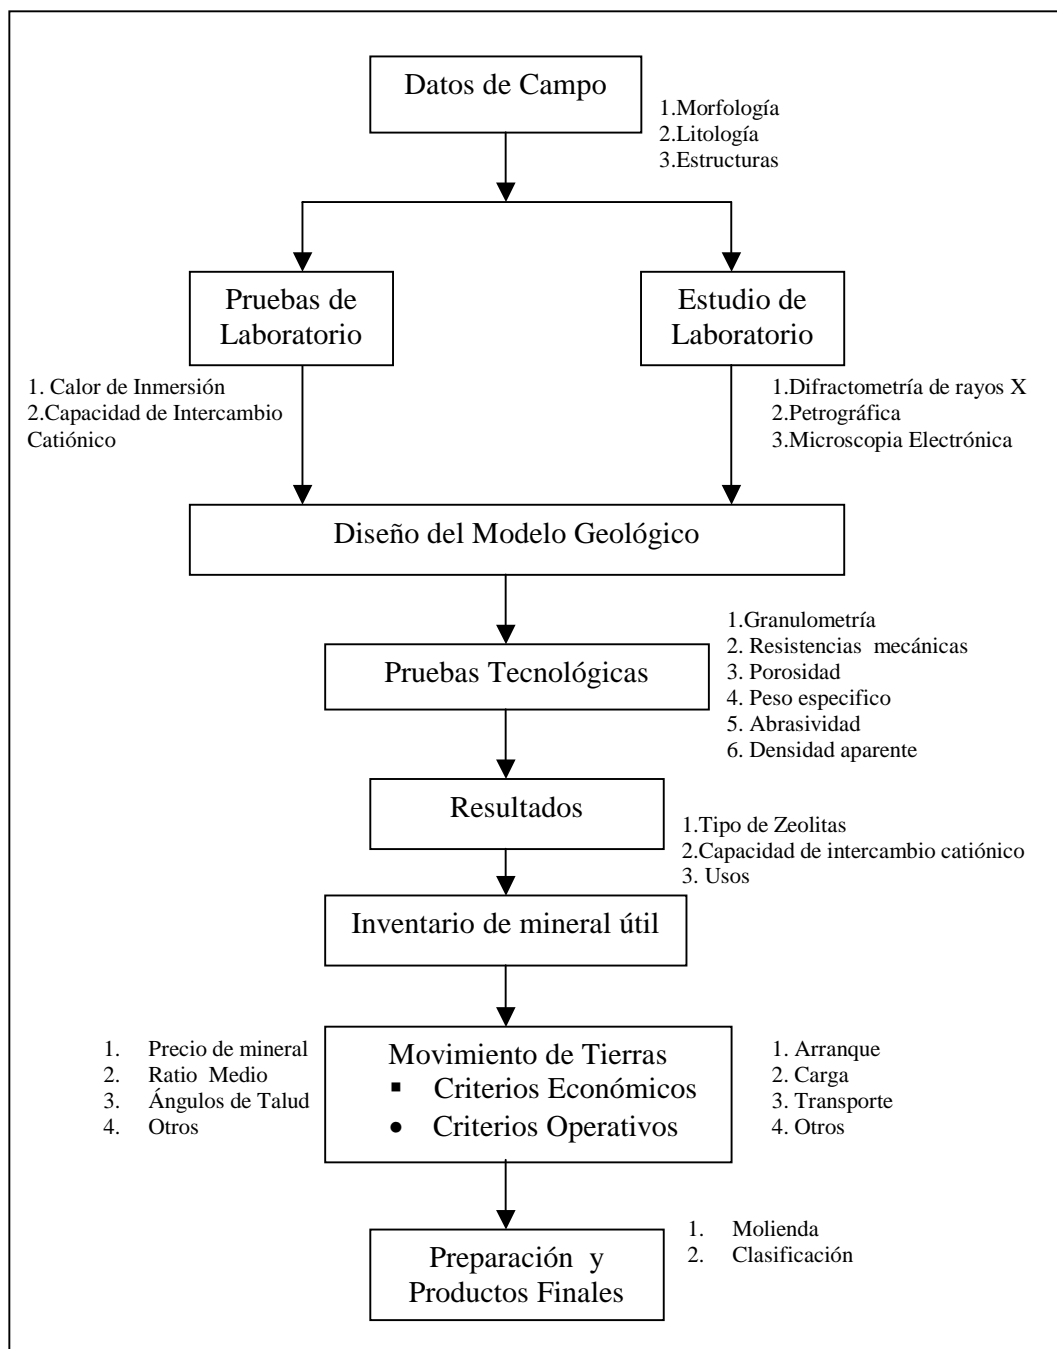 Datos de Campo
1.Morfología
2.Litología
3.Estructuras
Pruebas de
Laboratorio
Estudio de
Laboratorio
1. Calor de Inmersión
2.Capacidad de Intercambio
Catiónico
1.Difractometría de rayos X
2.Petrográfica
3.Microscopia Electrónica
Diseño del Modelo Geológico
1.Granulometría
2. Resistencias mecánicas
3. Porosidad
4. Peso especifico
5. Abrasividad
6. Densidad aparente
Pruebas Tecnológicas
Resultados
1.Tipo de Zeolitas
2.Capacidad de intercambio catiónico
3. Usos
Inventario de mineral útil
1. Precio de mineral
2. Ratio Medio
3. Ángulos de Talud
4. Otros
Movimiento de Tierras
▪ Criterios Económicos
• Criterios Operativos
1. Arranque
2. Carga
3. Transporte
4. Otros
Preparación y
Productos Finales
1. Molienda
2. Clasificación